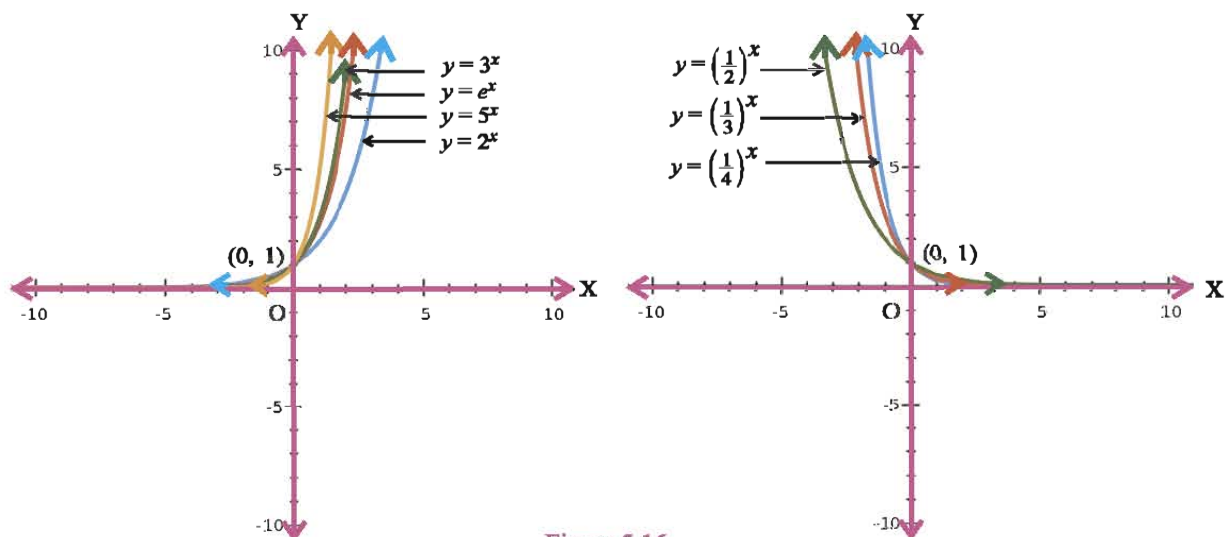 Y
10
y = 3^x
y = e^x
y = 5^x
y = 2^x
5
(0, 1)
X
-10
-5
O
5
10
-5
-10
Y
10
y = (1/2)^x
y = (1/3)^x
y = (1/4)^x
5
(0, 1)
X
-10
-5
O
5
10
-5
-10